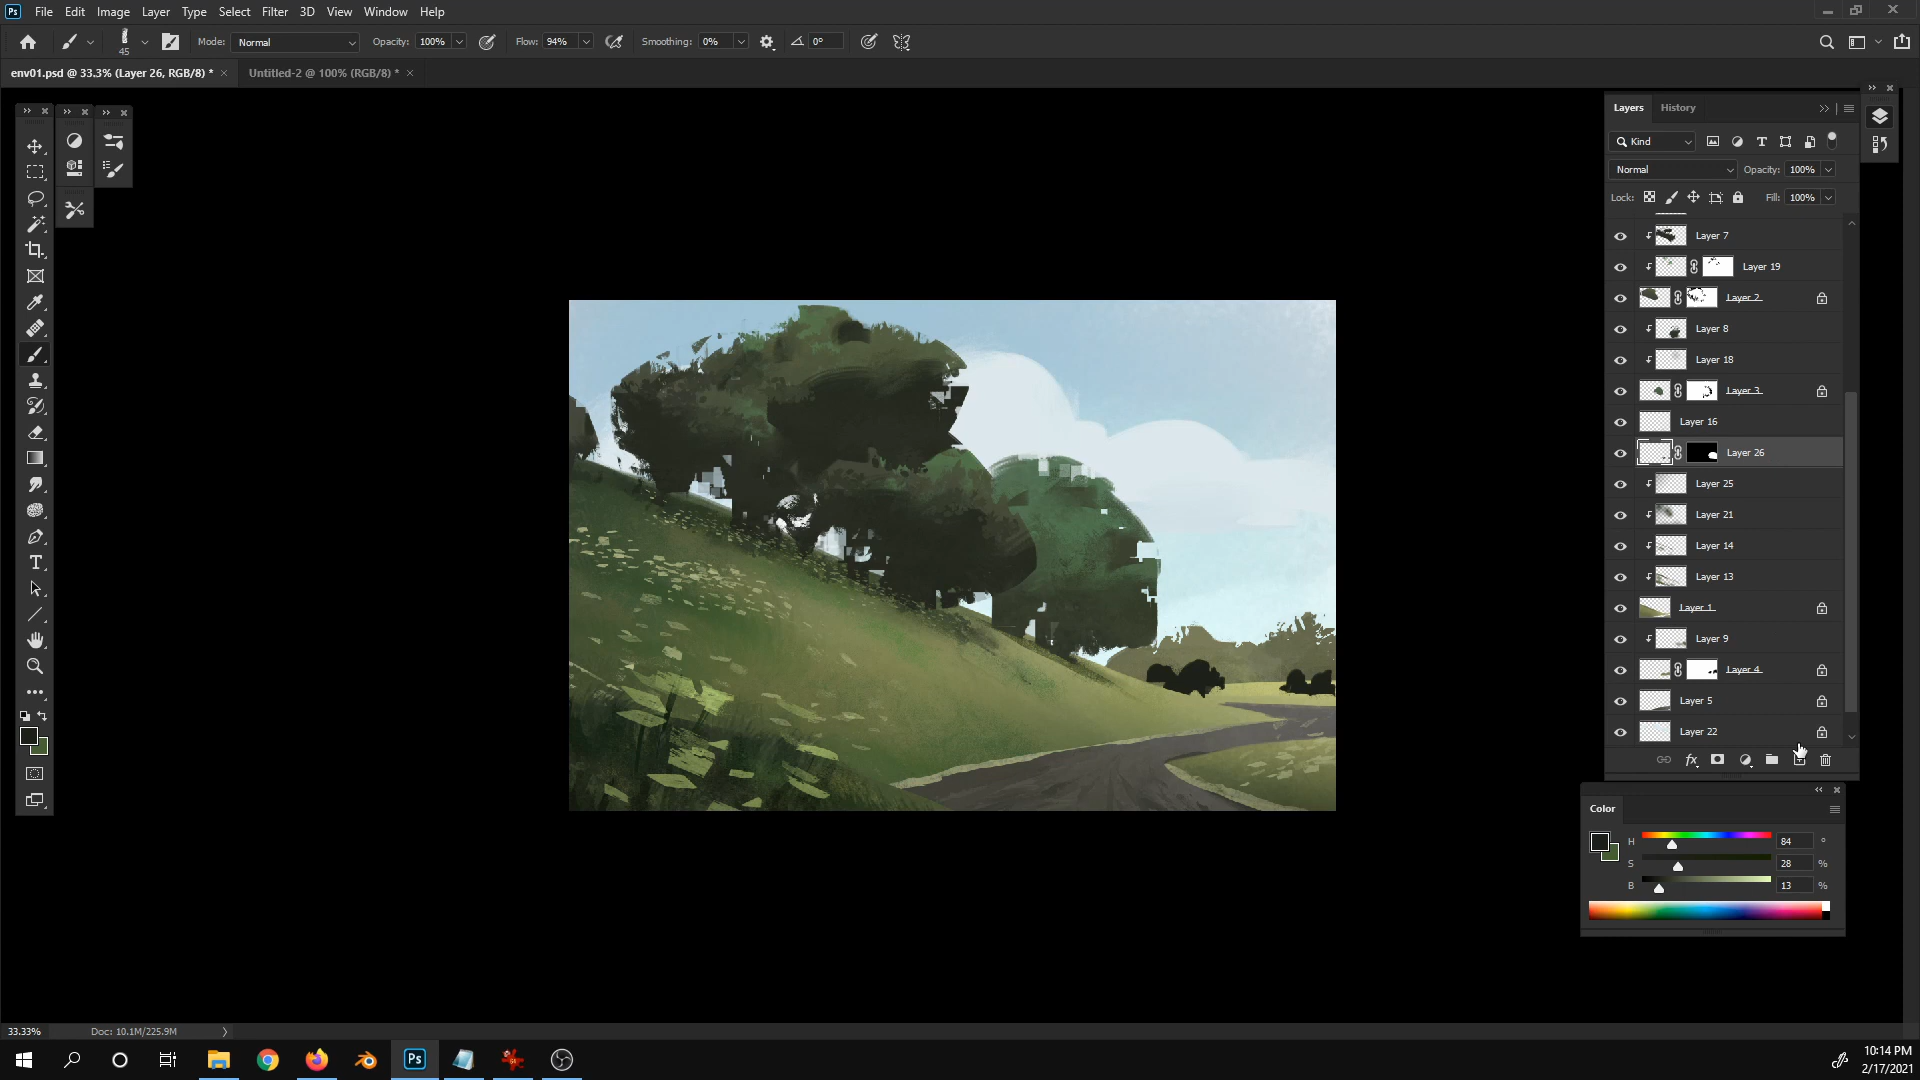 Ps File Edit Image Layer Type Select Filter 3D View Window Help
45 Mode: Normal Opacity: 100% Flow: 94% Smoothing: 0% 0°
env01.psd @ 33.3% (Layer 26, RGB/8) * × Untitled-2 @ 100% (RGB/8) * ×
Layers History
Kind
Normal Opacity: 100%
Lock: Fill: 100%
Layer 7
Layer 19
Layer 2
Layer 8
Layer 18
Layer 3
Layer 16
Layer 26
Layer 25
Layer 21
Layer 14
Layer 13
Layer 1
Layer 9
Layer 4
Layer 5
Layer 22
fx
Color
H 84 °
S 28 %
B 13 %
33.33% Doc: 10.1M/225.9M
Ps
10:14 PM
2/17/2021